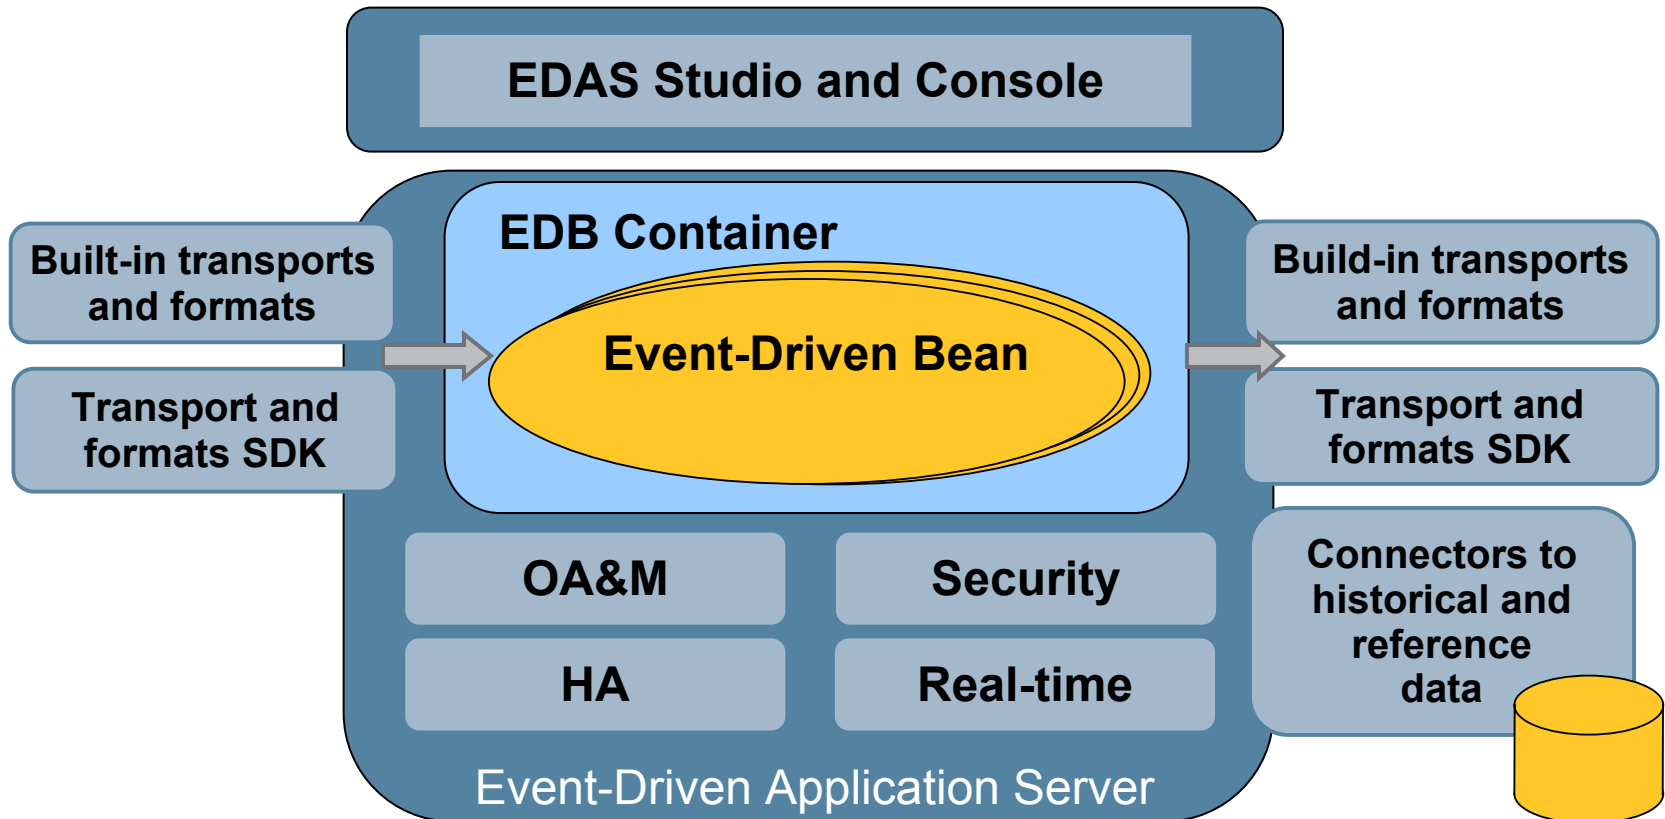 EDAS Studio and Console
EDB Container
Built-in transports
and formats
Transport and
formats SDK
Event-Driven Bean
Build-in transports
and formats
Transport and
formats SDK
OA&M
Security
HA
Real-time
Connectors to
historical and
reference
data
Event-Driven Application Server